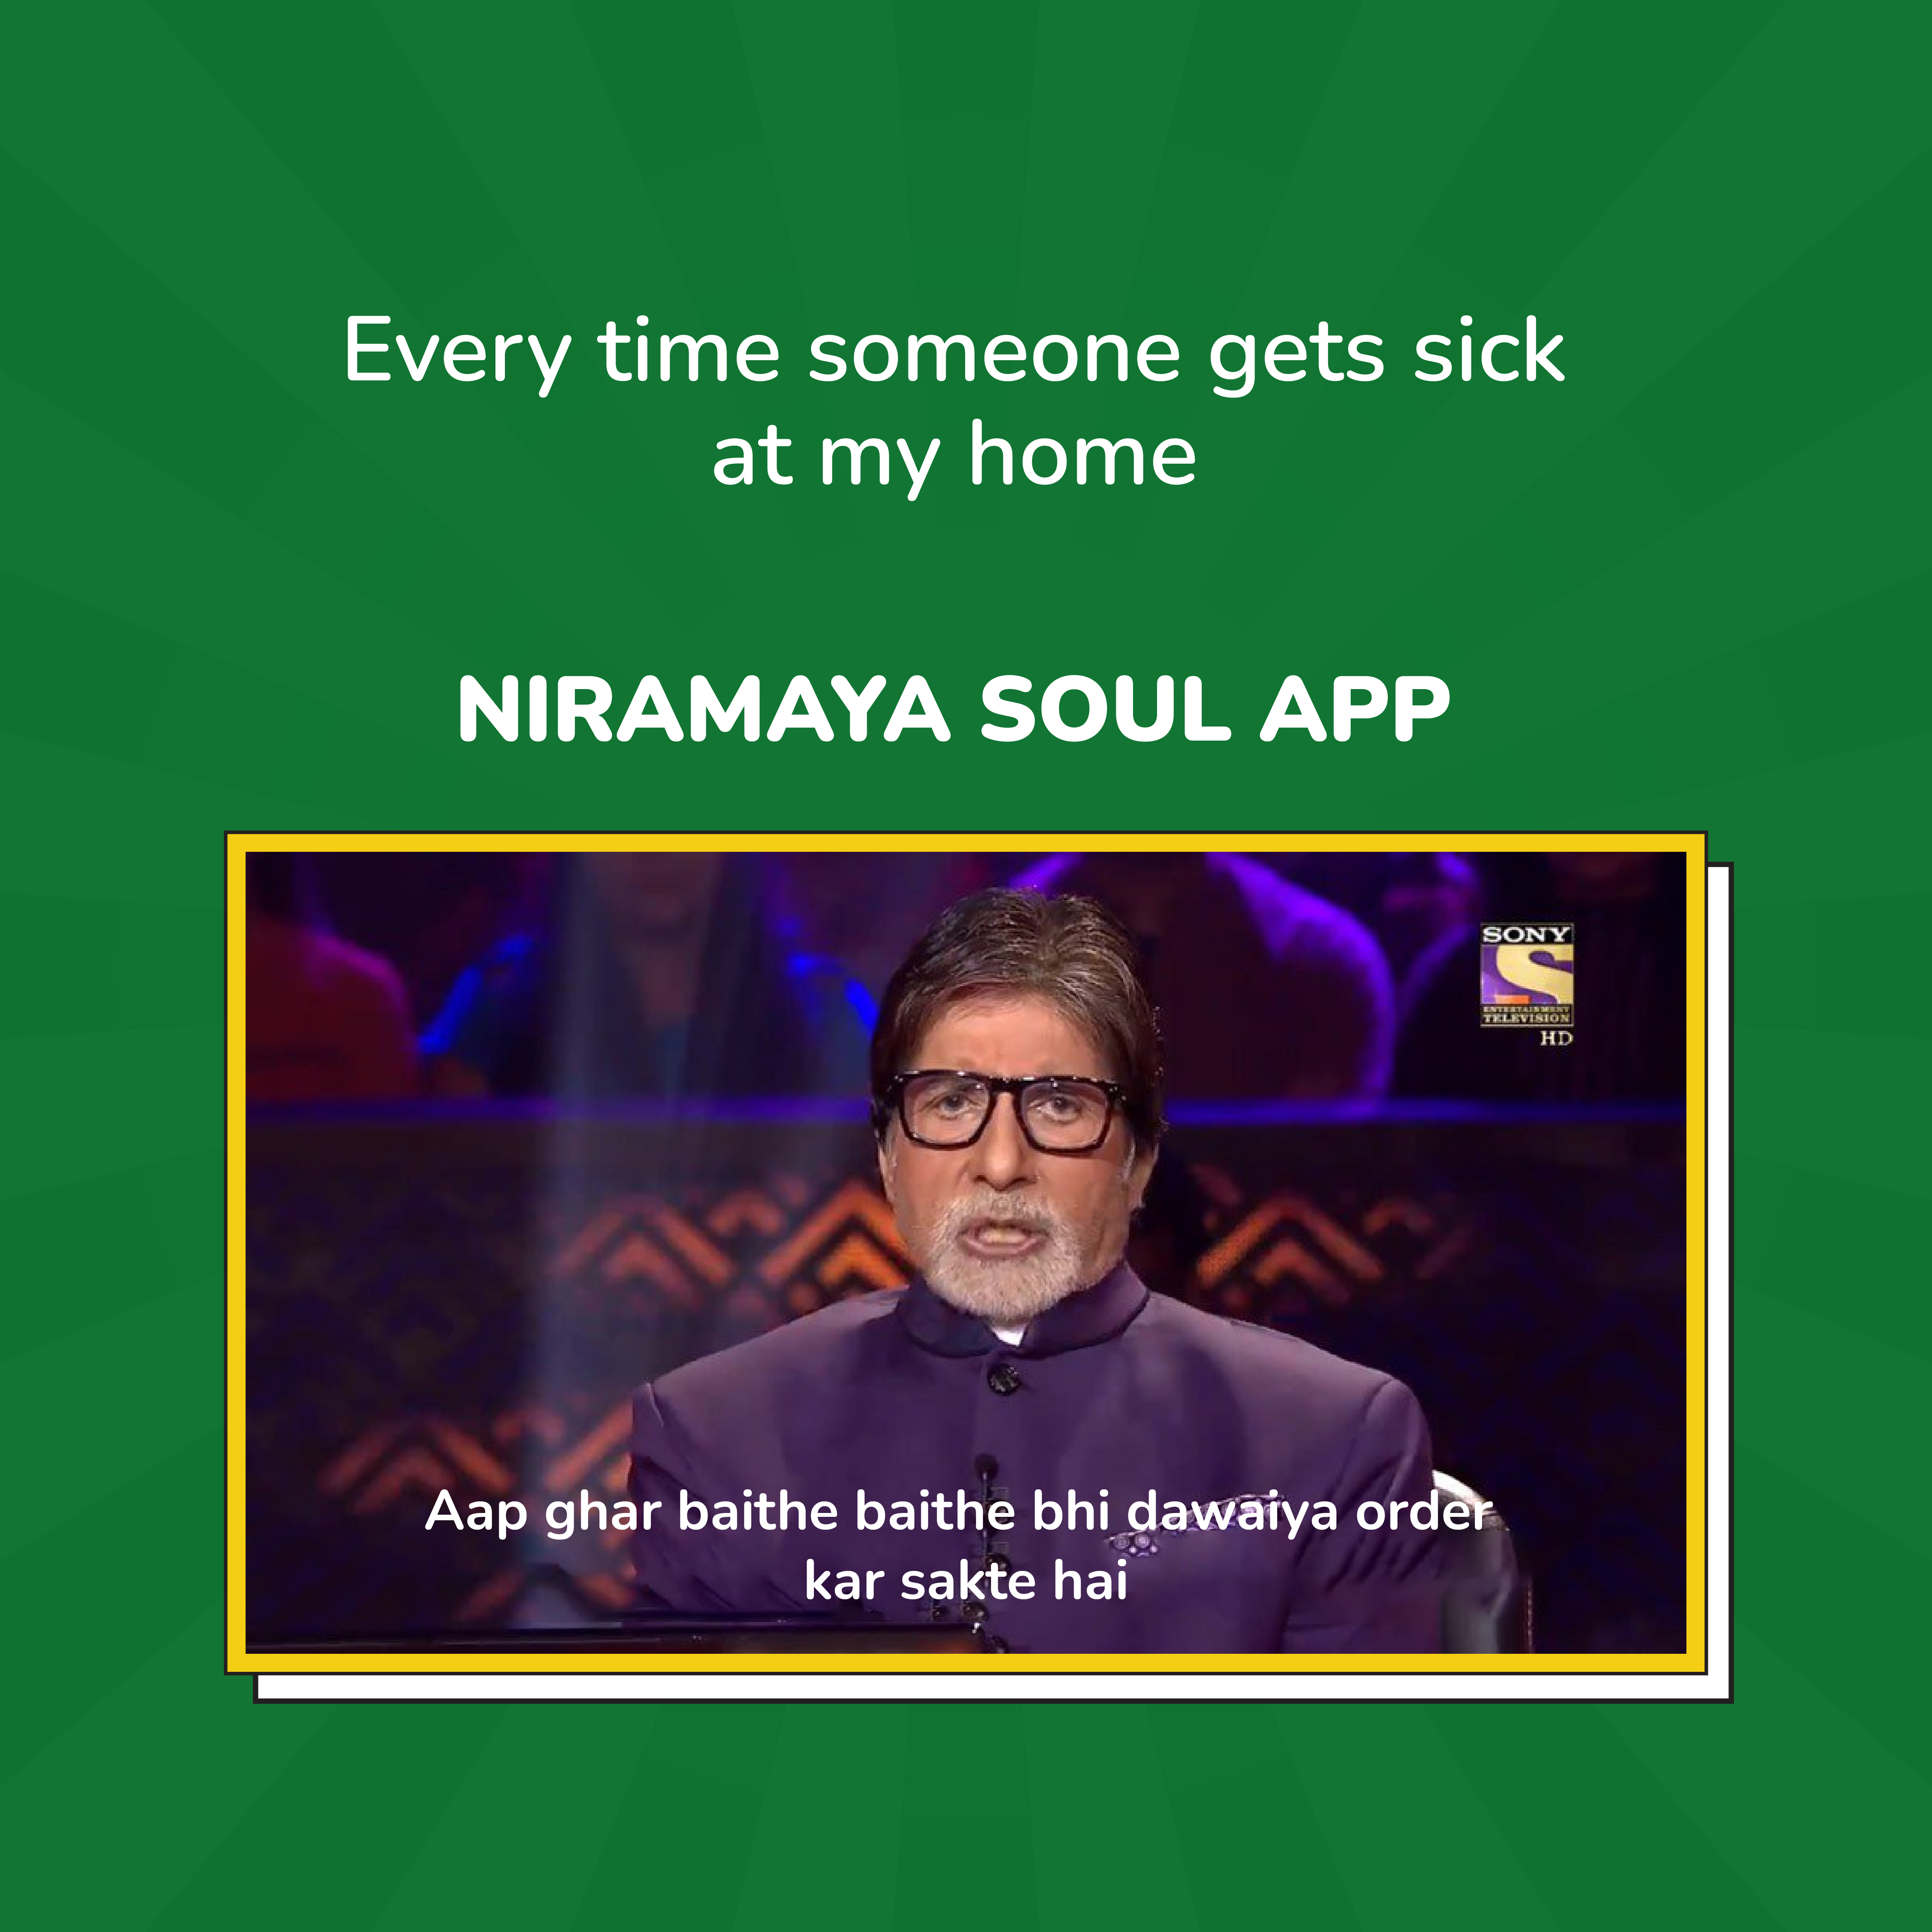 Every time someone gets sick
at my home
NIRAMAYA SOUL APP
SONY
ENTERTAINMENT
TELEVISION
HD
Aap ghar baithe baithe bhi dawaiya order
kar sakte hai